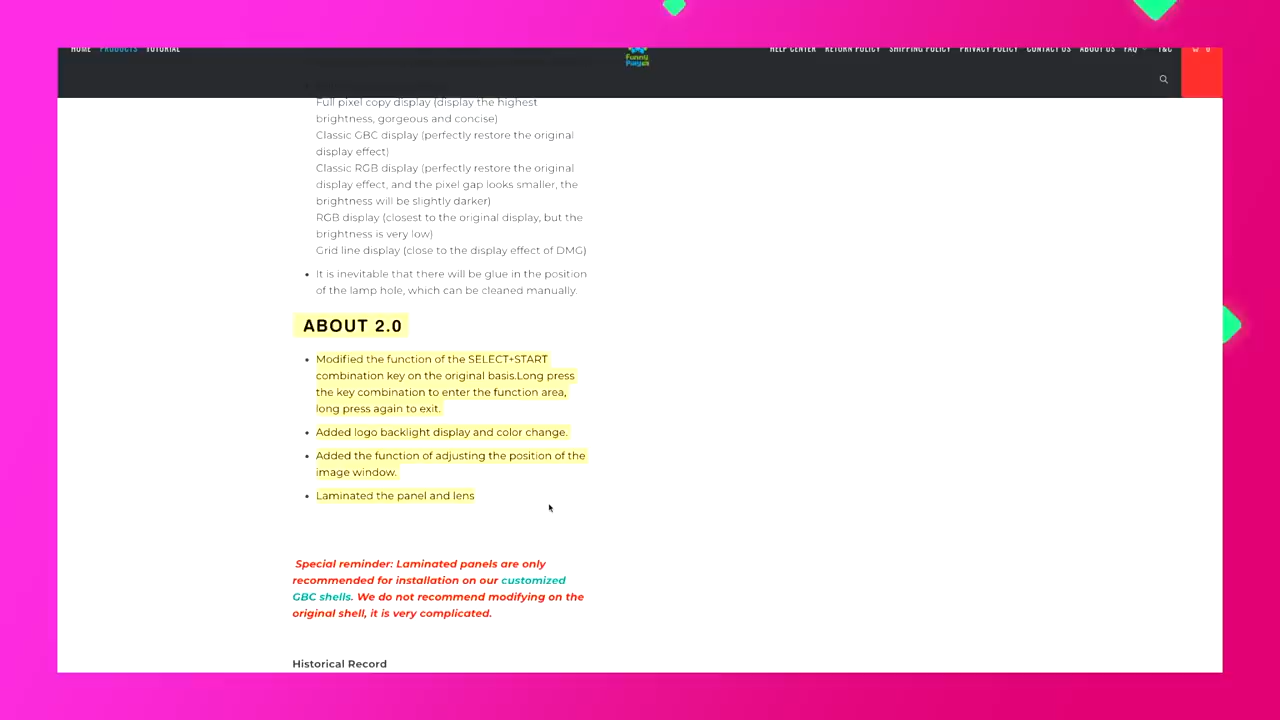 HOME PRODUCTS TUTORIAL
Funny Playing
HELP CENTER RETURN POLICY SHIPPING POLICY PRIVACY POLICY CONTACT US ABOUT US FAQ T&C 0
Full pixel copy display (display the highest
brightness, gorgeous and concise)
Classic GBC display (perfectly restore the original
display effect)
Classic RGB display (perfectly restore the original
display effect, and the pixel gap looks smaller, the
brightness will be slightly darker)
RGB display (closest to the original display, but the
brightness is very low)
Grid line display (close to the display effect of DMG)
• It is inevitable that there will be glue in the position
of the lamp hole, which can be cleaned manually.
ABOUT 2.0
• Modified the function of the SELECT+START
combination key on the original basis.Long press
the key combination to enter the function area,
long press again to exit.
• Added logo backlight display and color change.
• Added the function of adjusting the position of the
image window.
• Laminated the panel and lens
Special reminder: Laminated panels are only
recommended for installation on our customized
GBC shells. We do not recommend modifying on the
original shell, it is very complicated.
Historical Record